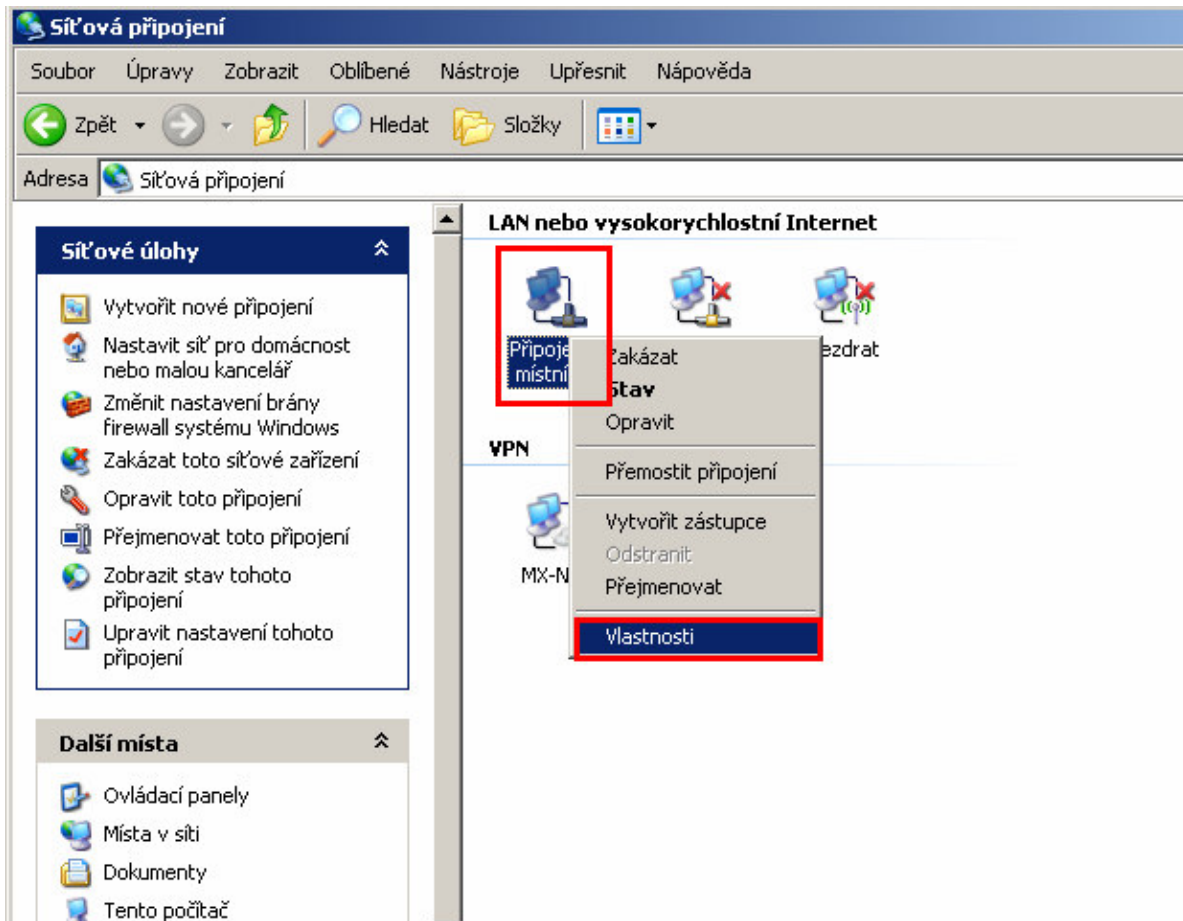 Síťová připojení
Soubor Úpravy Zobrazit Oblíbené Nástroje Upřesnit Nápověda
Zpět Hledat Složky
Adresa Síťová připojení
Síťové úlohy
Vytvořit nové připojení
Nastavit síť pro domácnost
nebo malou kancelář
Změnit nastavení brány
firewall systému Windows
Zakázat toto síťové zařízení
Opravit toto připojení
Přejmenovat toto připojení
Zobrazit stav tohoto
připojení
Upravit nastavení tohoto
připojení
Další místa
Ovládací panely
Místa v síti
Dokumenty
Tento počítač
LAN nebo vysokorychlostní Internet
Připoje
místní
ezdrat
VPN
MX-N
Zakázat
Stav
Opravit
Přemostit připojení
Vytvořit zástupce
Odstranit
Přejmenovat
Vlastnosti